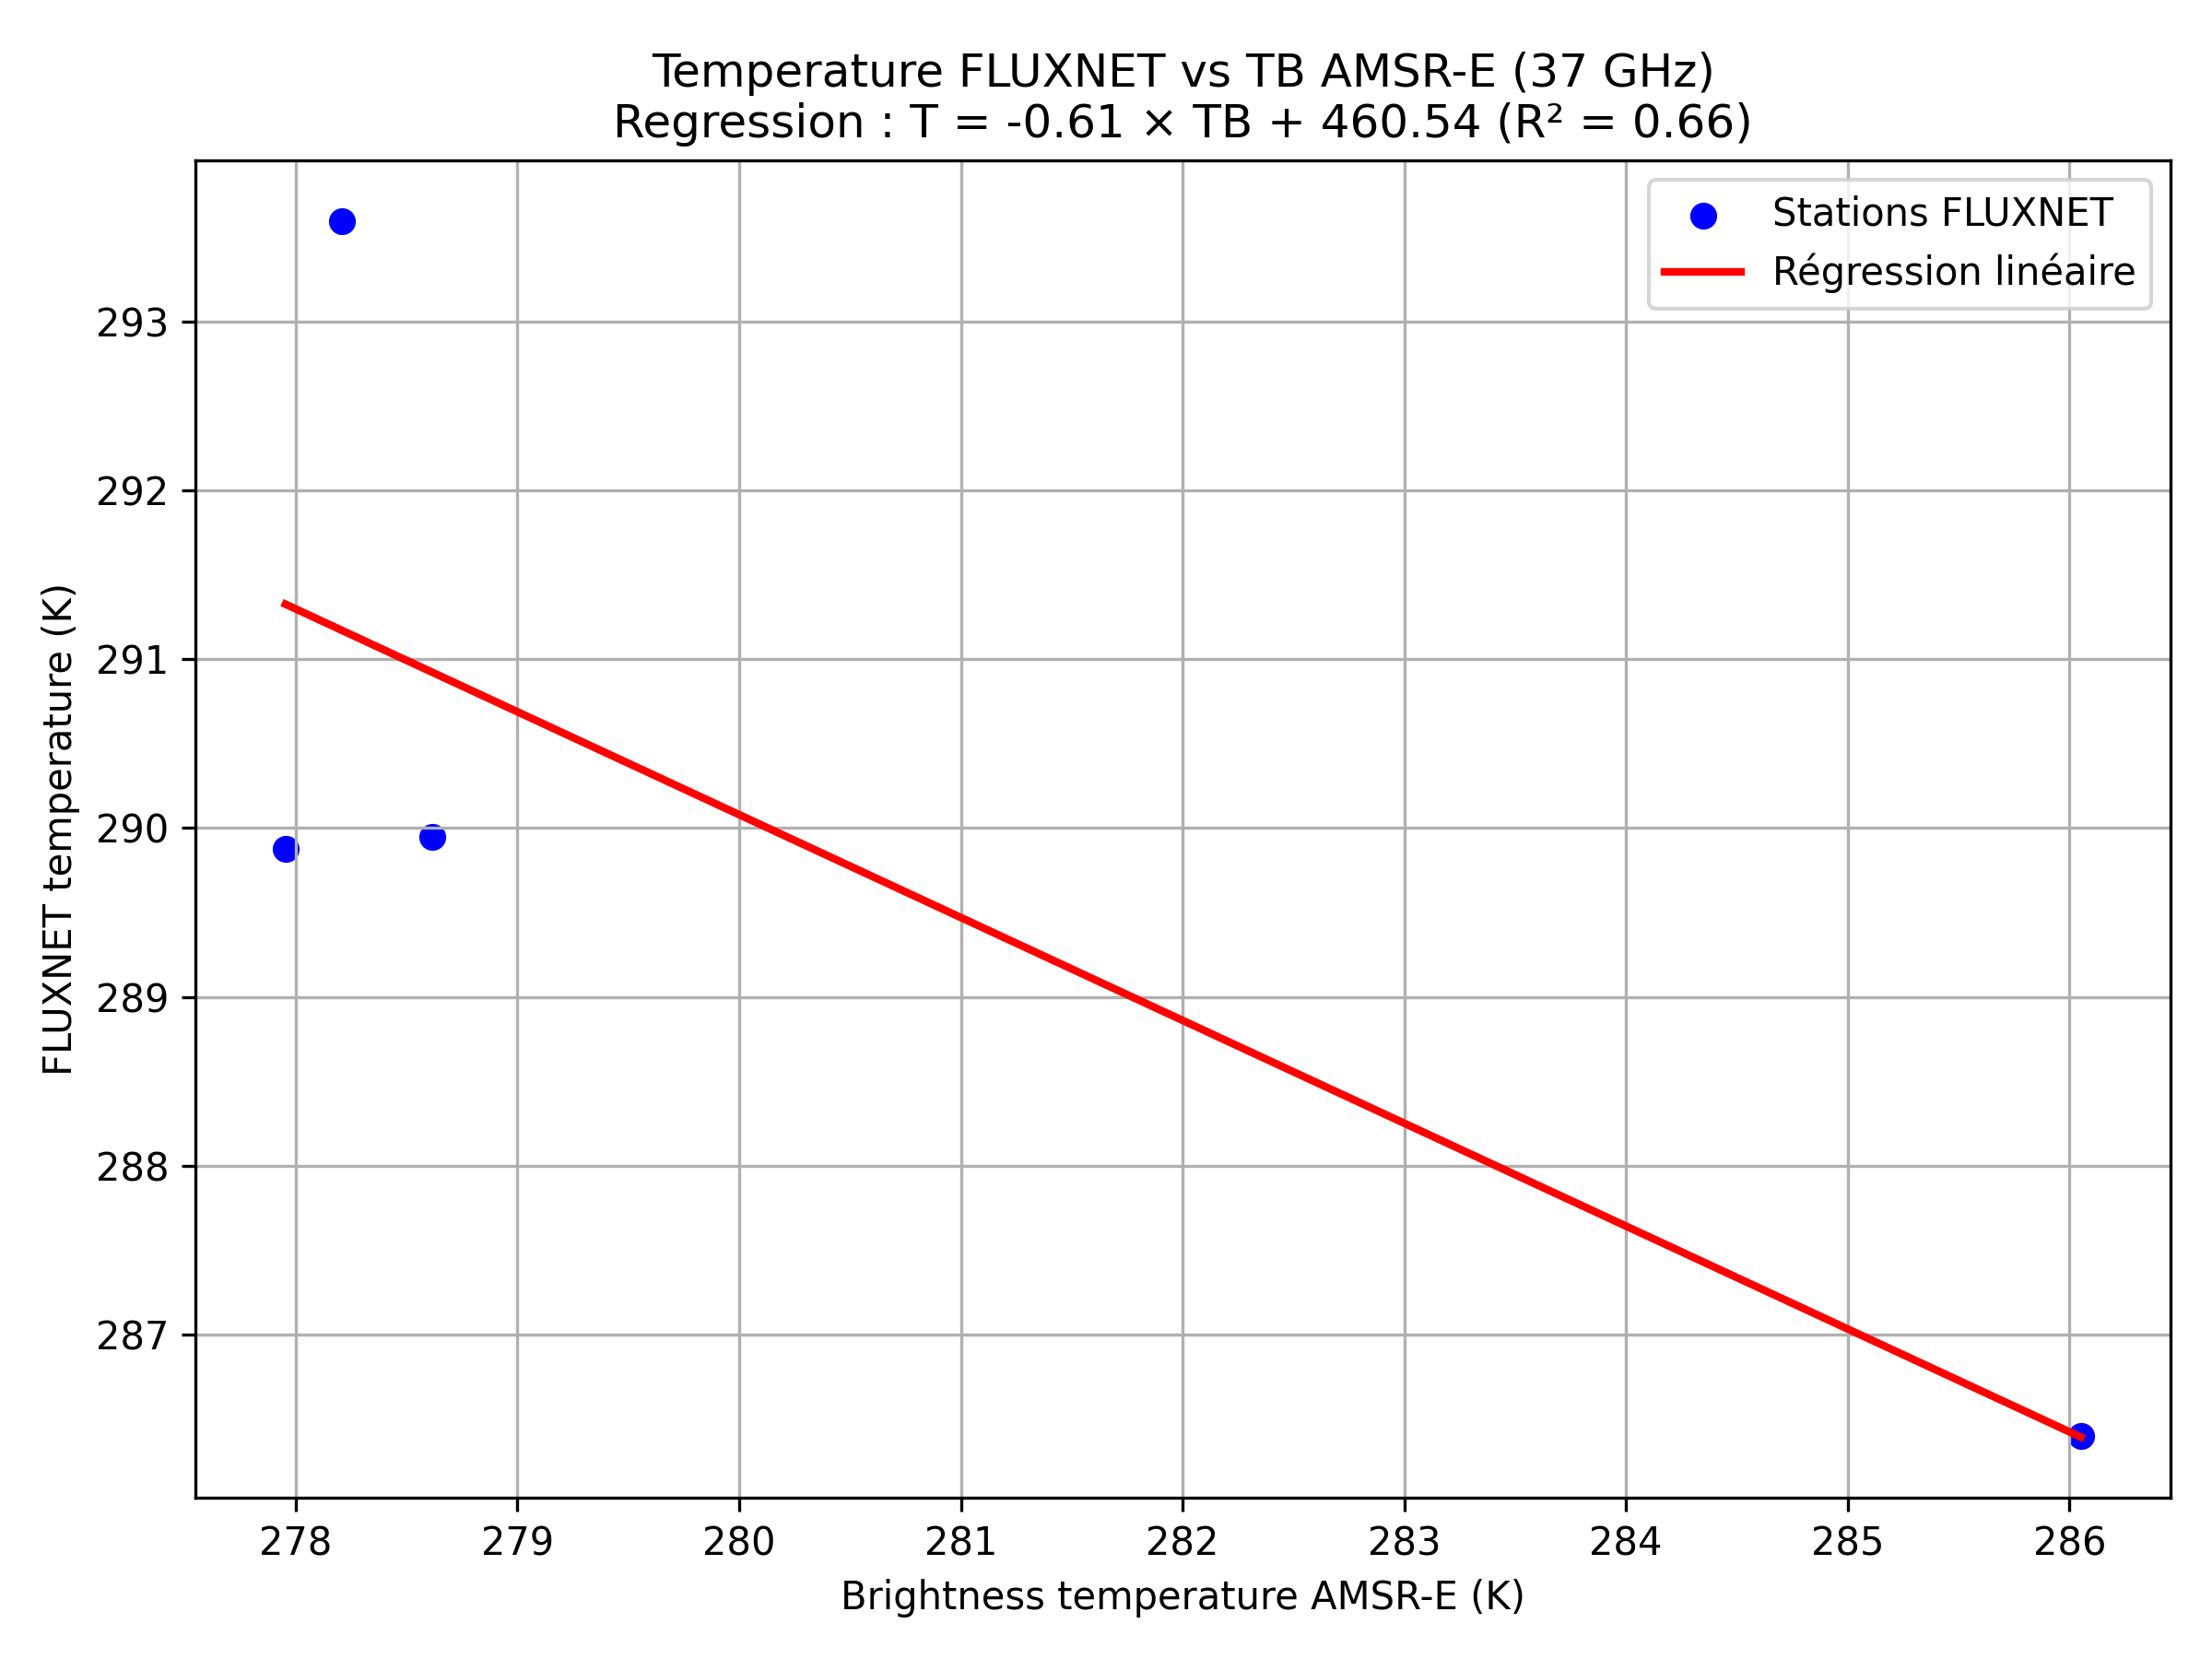 Temperature FLUXNET vs TB AMSR-E (37 GHz)
Regression : T = -0.61 × TB + 460.54 (R² = 0.66)
Stations FLUXNET
Régression linéaire
FLUXNET temperature (K)
293
292
291
290
289
288
287
278 279 280 281 282 283 284 285 286
Brightness temperature AMSR-E (K)